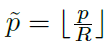 p̃ = ⌊p/R⌋